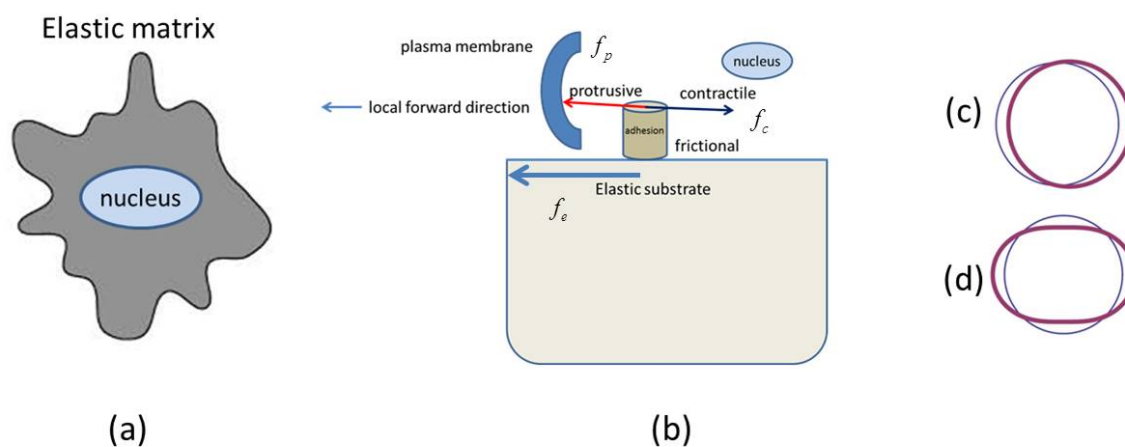 Elastic matrix
nucleus
(a)
plasma membrane
f_p
nucleus
protrusive
contractile
local forward direction
f_c
adhesion
frictional
Elastic substrate
f_e
(b)
(c)
(d)